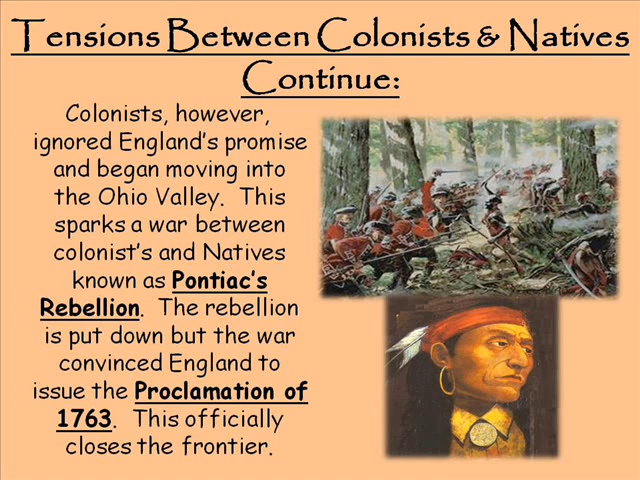 Tensions Between Colonists & Natives
Continue:
Colonists, however,
ignored England's promise
and began moving into
the Ohio Valley.  This
sparks a war between
colonist's and Natives
known as Pontiac's
Rebellion.  The rebellion
is put down but the war
convinced England to
issue the Proclamation of
1763.  This officially
closes the frontier.